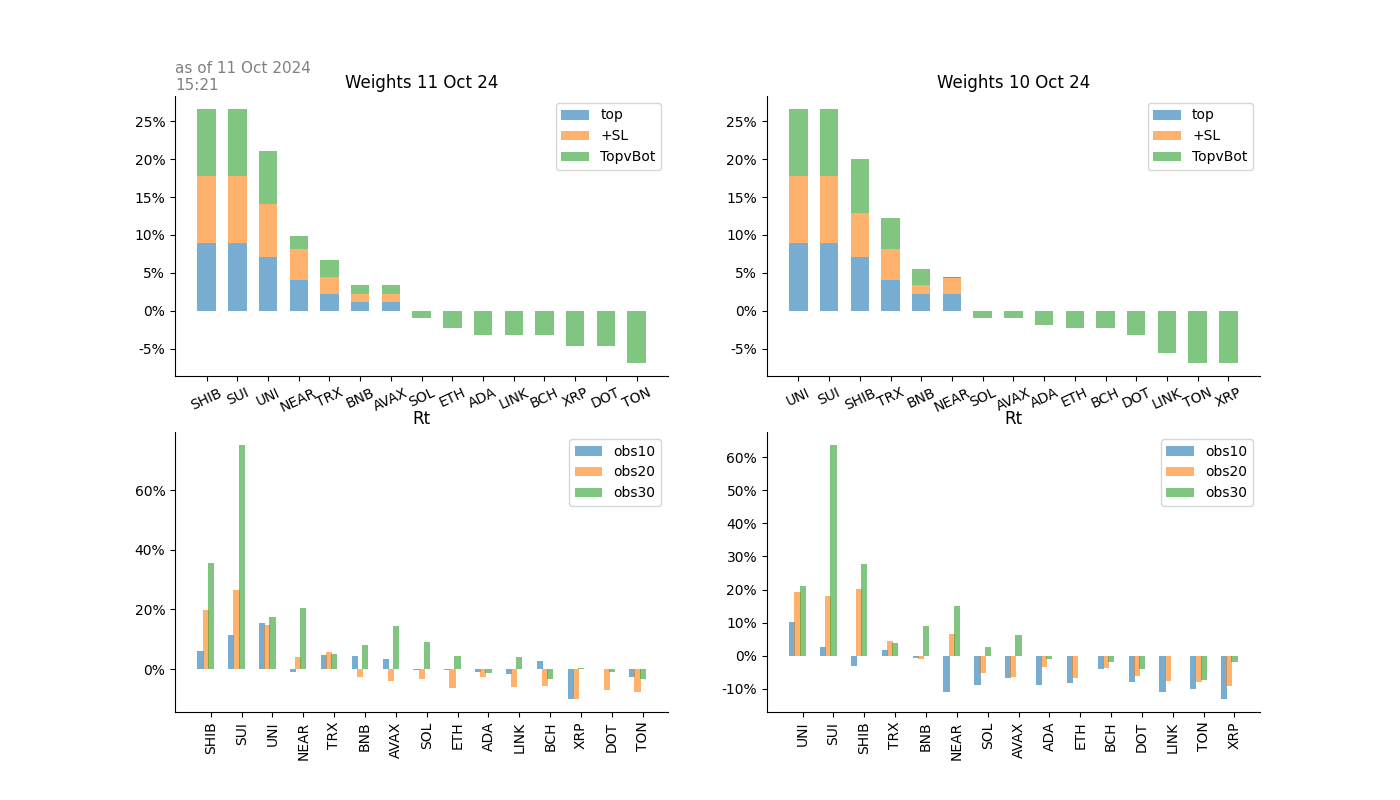 as of 11 Oct 2024
15:21
Weights 11 Oct 24
25%
20%
15%
10%
5%
0%
-5%
top
+SL
TopvBot
SHIB SUI UNI NEAR TRX BNB AVAX SOL ETH ADA LINK BCH XRP DOT TON
Weights 10 Oct 24
25%
20%
15%
10%
5%
0%
-5%
top
+SL
TopvBot
UNI SUI SHIB TRX BNB NEAR SOL AVAX ADA ETH BCH DOT LINK TON XRP
Rt
60%
40%
20%
0%
obs10
obs20
obs30
SHIB SUI UNI NEAR TRX BNB AVAX SOL ETH ADA LINK BCH XRP DOT TON
Rt
60%
50%
40%
30%
20%
10%
0%
-10%
obs10
obs20
obs30
UNI SUI SHIB TRX BNB NEAR SOL AVAX ADA ETH BCH DOT LINK TON XRP